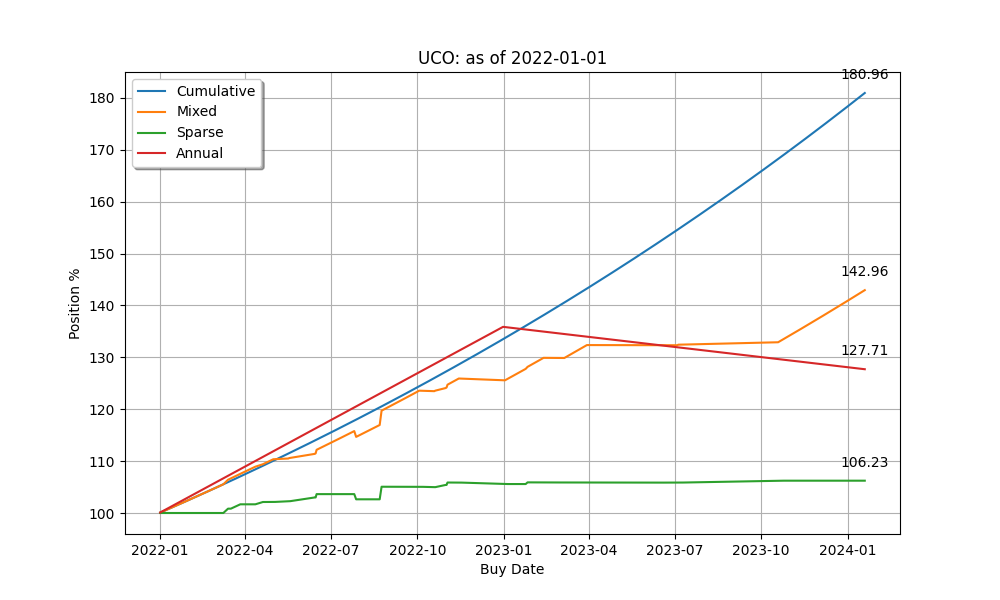 UCO: as of 2022-01-01
180.96
Cumulative
Mixed
Sparse
Annual
142.96
127.71
106.23
180
170
160
150
140
130
120
110
100
Position %
2022-01 2022-04 2022-07 2022-10 2023-01 2023-04 2023-07 2023-10 2024-01
Buy Date